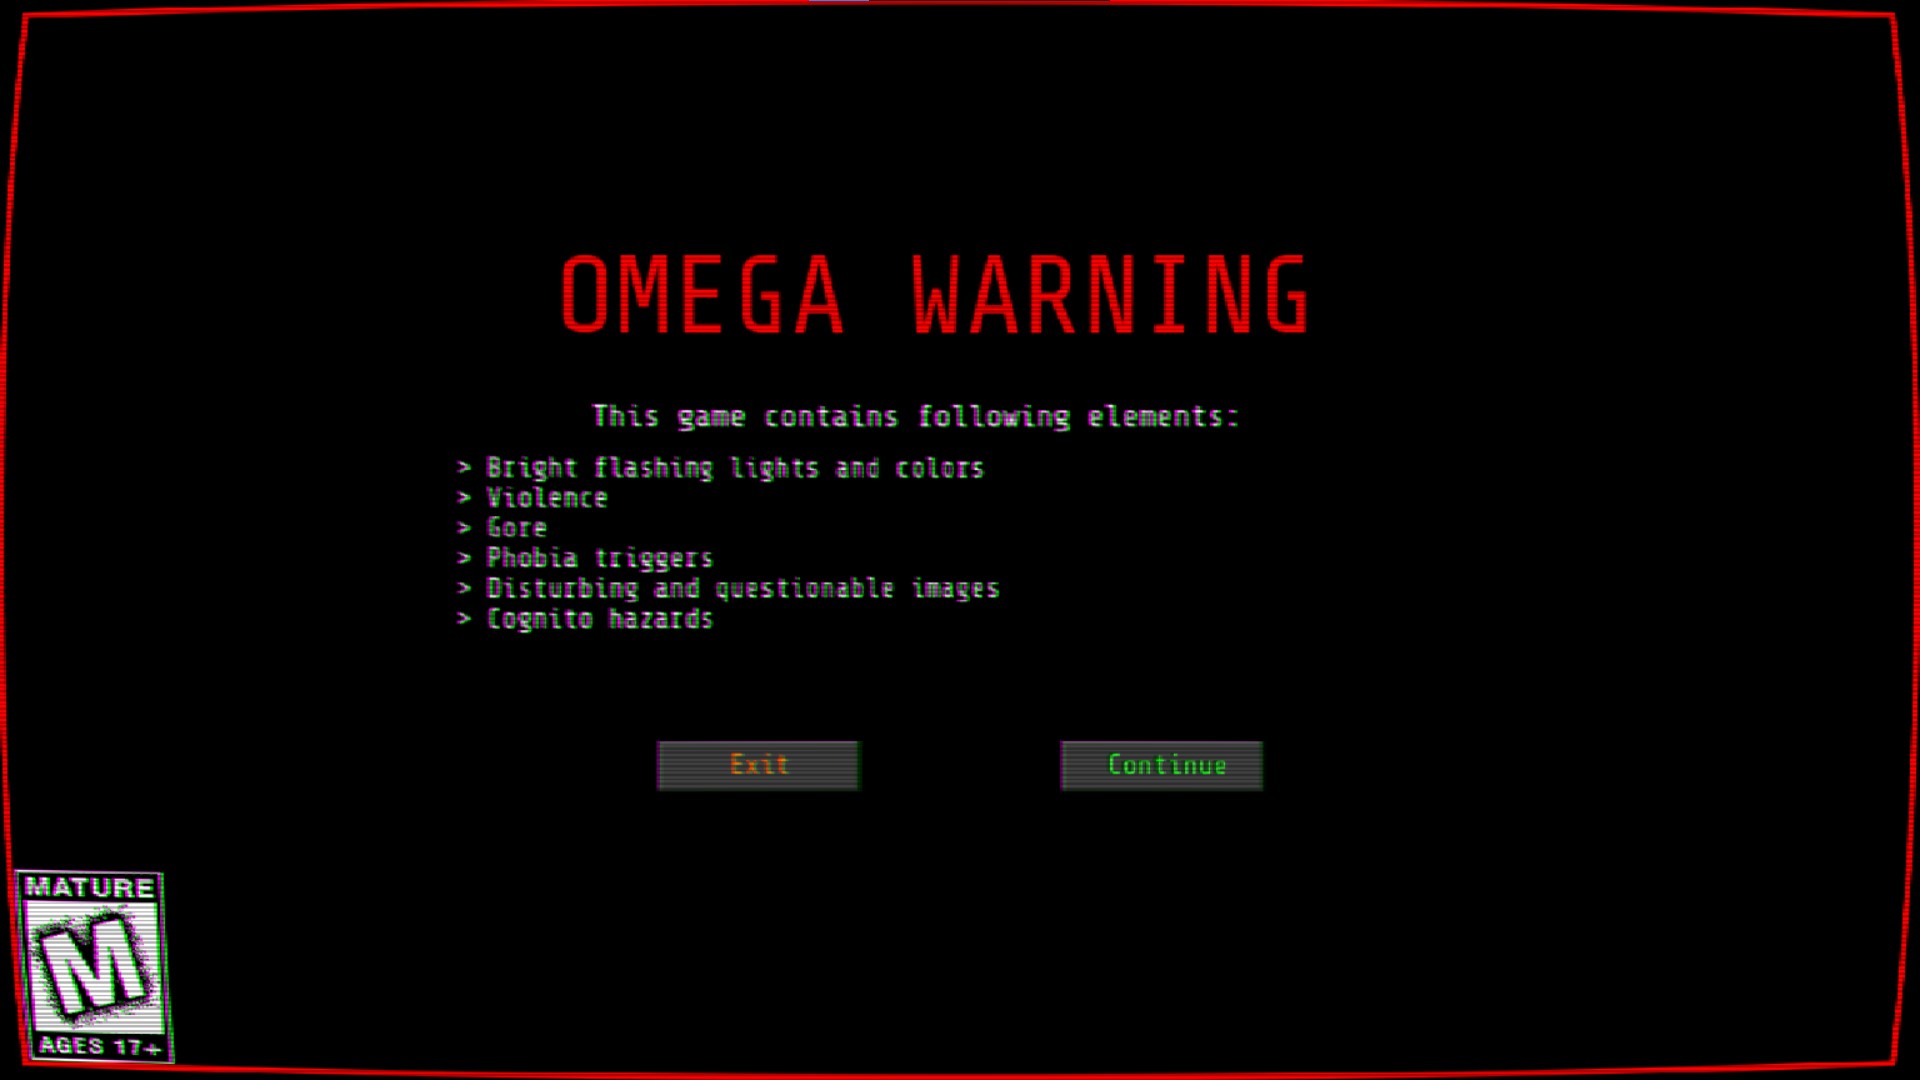 OMEGA WARNING
This game contains following elements:
> Bright flashing lights and colors
> Violence
> Gore
> Phobia triggers
> Disturbing and questionable images
> Cognito hazards
Exit
Continue
MATURE
M
AGES 17+